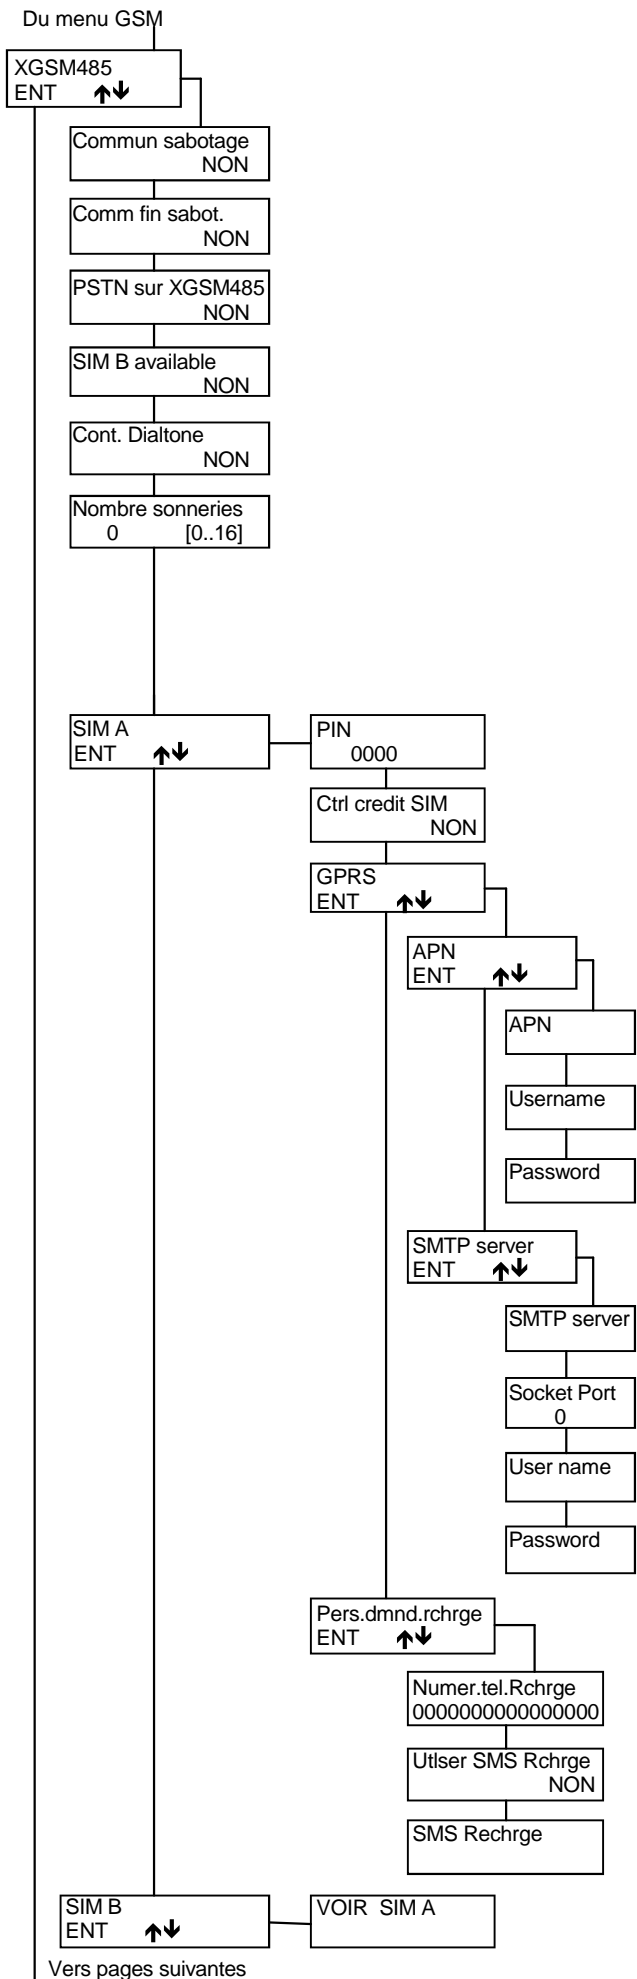 Du menu GSM
XGSM485
ENT
Commun sabotage
NON
Comm fin sabot.
NON
PSTN sur XGSM485
NON
SIM B available
NON
Cont. Dialtone
NON
Nombre sonneries
0 [0..16]
SIM A
ENT
PIN
0000
Ctrl credit SIM
NON
GPRS
ENT
APN
ENT
APN
Username
Password
SMTP server
ENT
SMTP server
Socket Port
0
User name
Password
Pers.dmnd.rchrge
ENT
Numer.tel.Rchrge
0000000000000000
Utlser SMS Rchrge
NON
SMS Rechrge
SIM B
ENT
VOIR SIM A
Vers pages suivantes